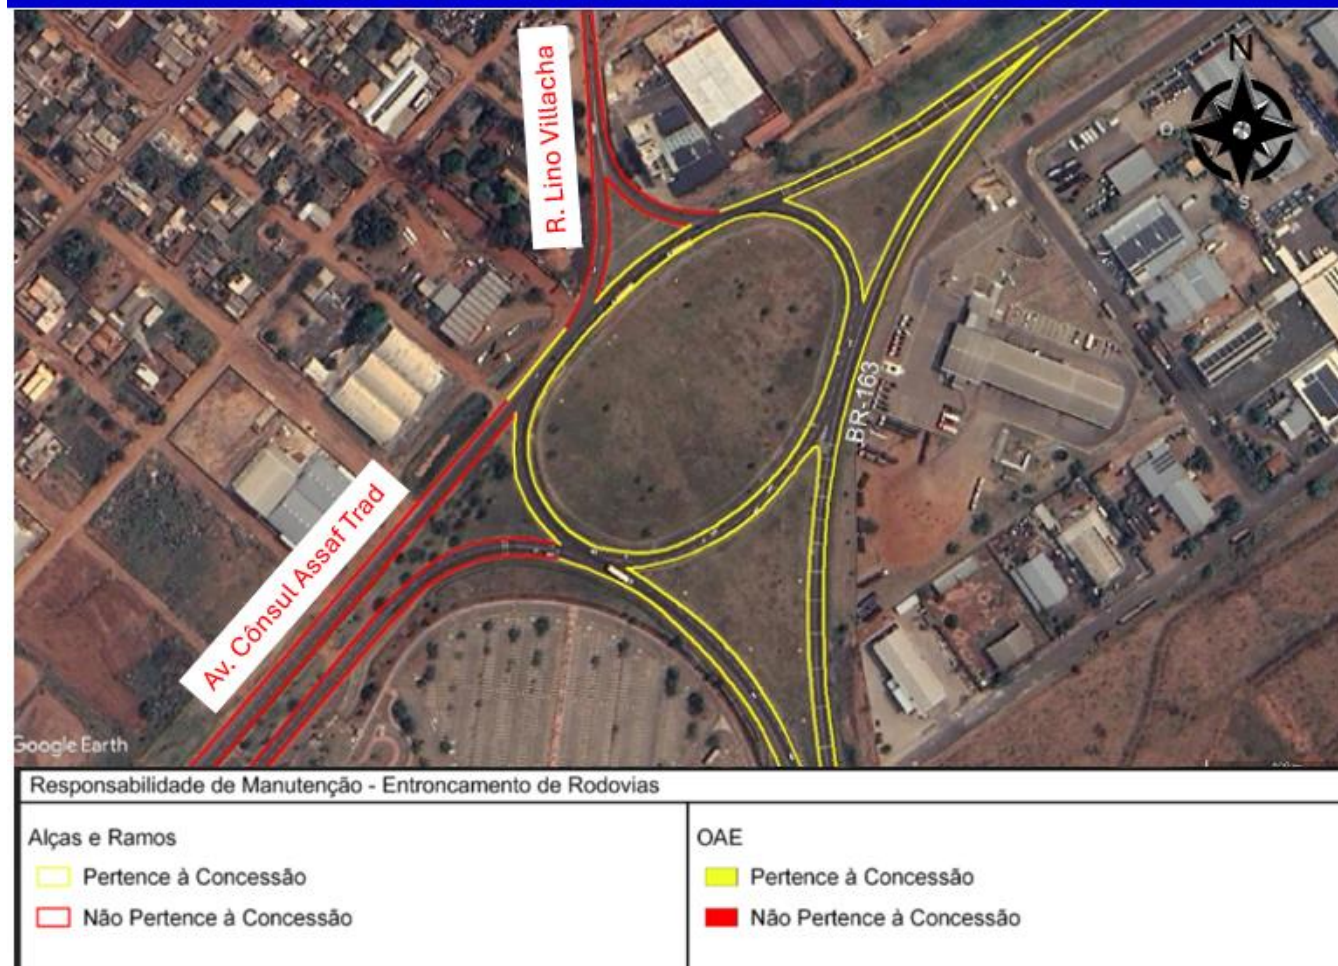 N
R. Lino Villacha
S
BR-163
Av. Cônsul Assaf Trad
Google Earth
Responsabilidade de Manutenção - Entroncamento de Rodovias
Alças e Ramos
Pertence à Concessão
Não Pertence à Concessão
OAE
Pertence à Concessão
Não Pertence à Concessão